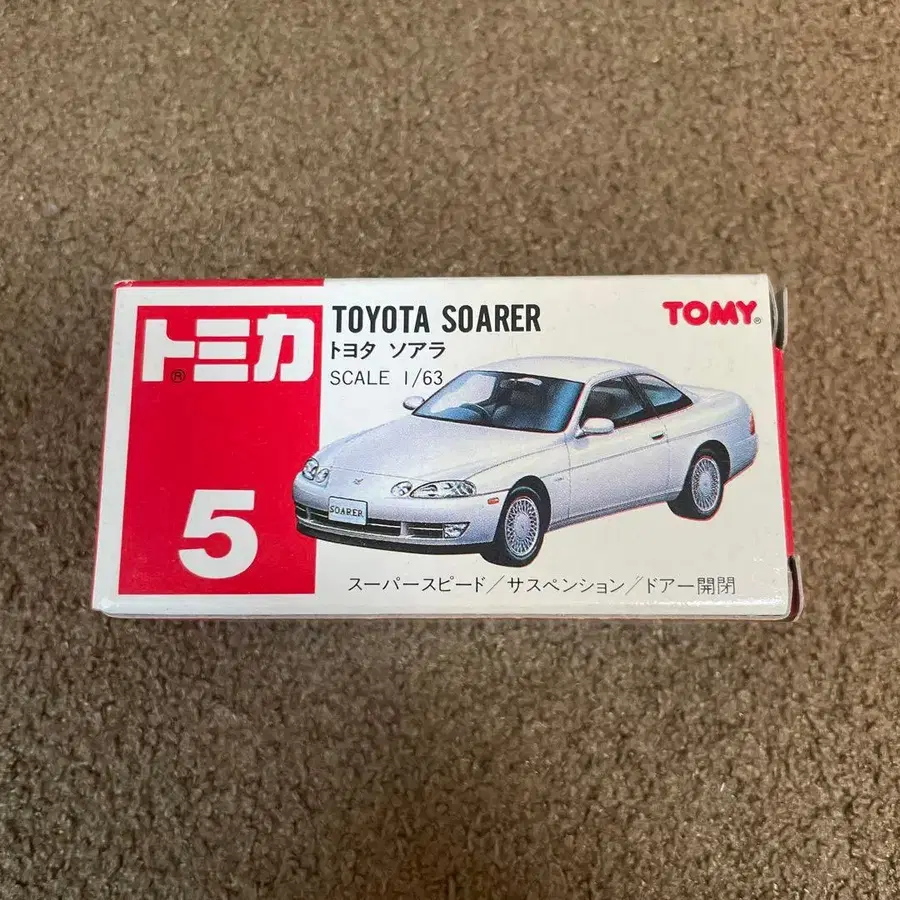 トミカ®
5
TOYOTA SOARER
トヨタ ソアラ
SCALE 1/63
TOMY®
SOARER
スーパースピード/サスペンション/ドアー開閉